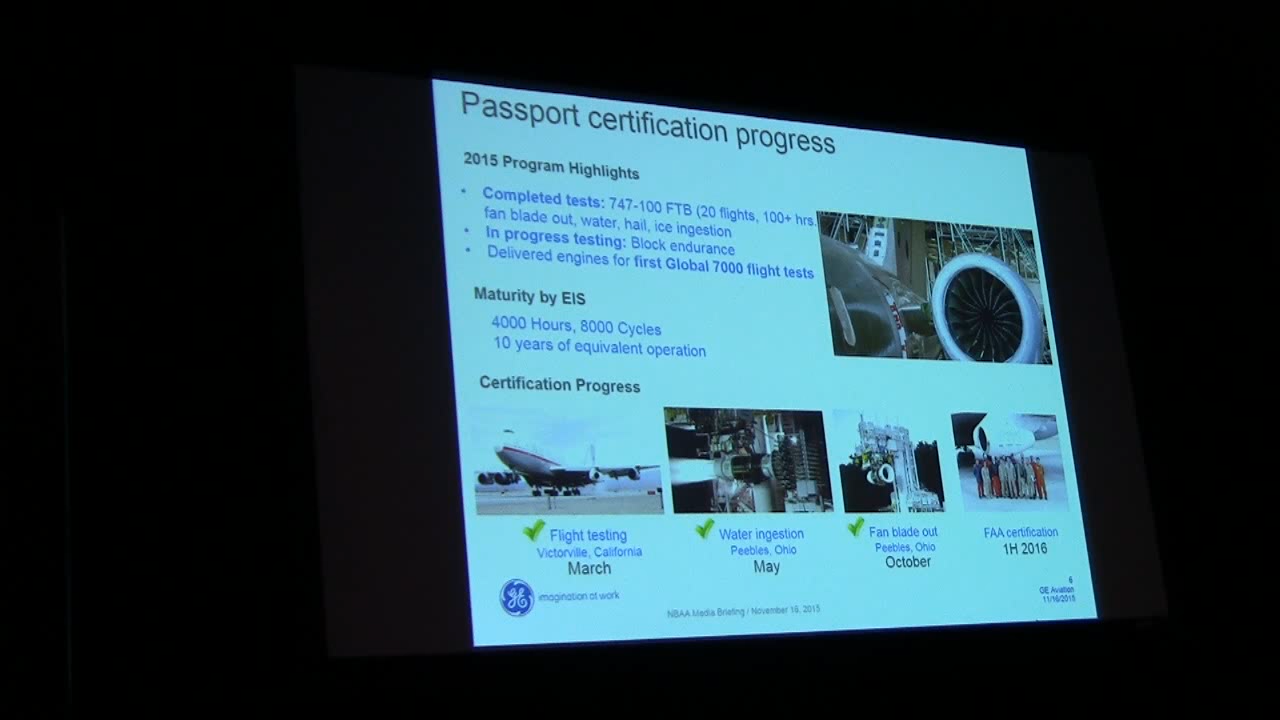 Passport certification progress
2015 Program Highlights
• Completed tests: 747-100 FTB (20 flights, 100+ hrs.
fan blade out, water, hail, ice ingestion
• In progress testing: Block endurance
• Delivered engines for first Global 7000 flight tests
Maturity by EIS
4000 Hours, 8000 Cycles
10 years of equivalent operation
Certification Progress
Flight testing
Victorville, California
March
Water ingestion
Peebles, Ohio
May
Fan blade out
Peebles, Ohio
October
FAA certification
1H 2016
GE imagination at work
NBAA Media Briefing / November 16, 2015
6
GE Aviation
11/16/2015